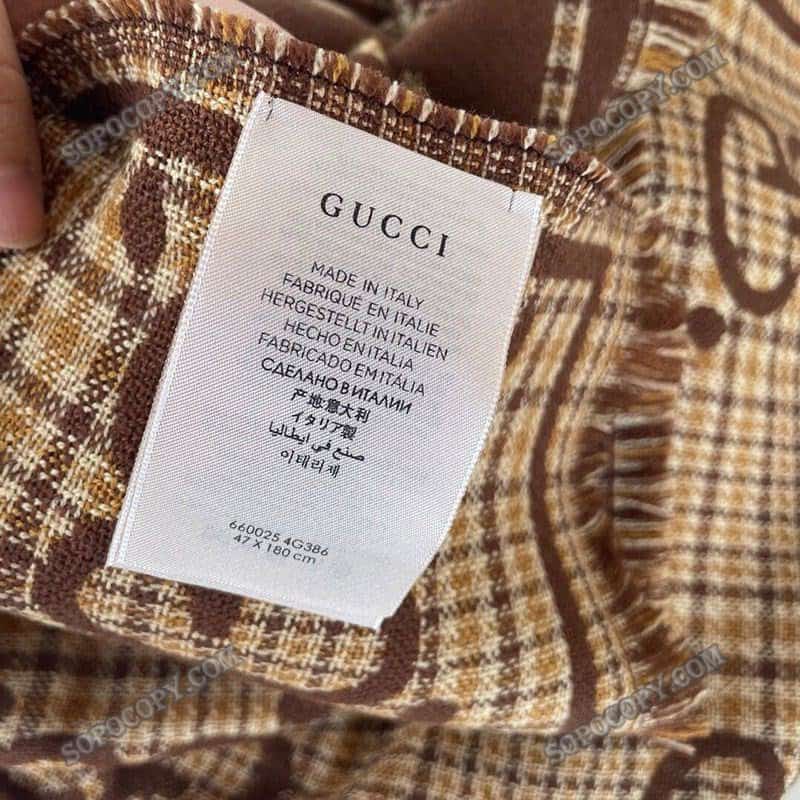 SOPOCOPY.COM
SOPOCOPY.COM
GUCCI
MADE IN ITALY
FABRIQUÉ EN ITALIE
HERGESTELLT IN ITALIEN
HECHO EN ITALIA
FABRICADO EM ITÁLIA
СДЕЛАНО В ИТАЛИИ
产地:意大利
イタリア製
صنع في ايطاليا
이태리제
660025 4G386
47 X 180 cm
SOPOCOPY.COM
SOPOCOPY.COM